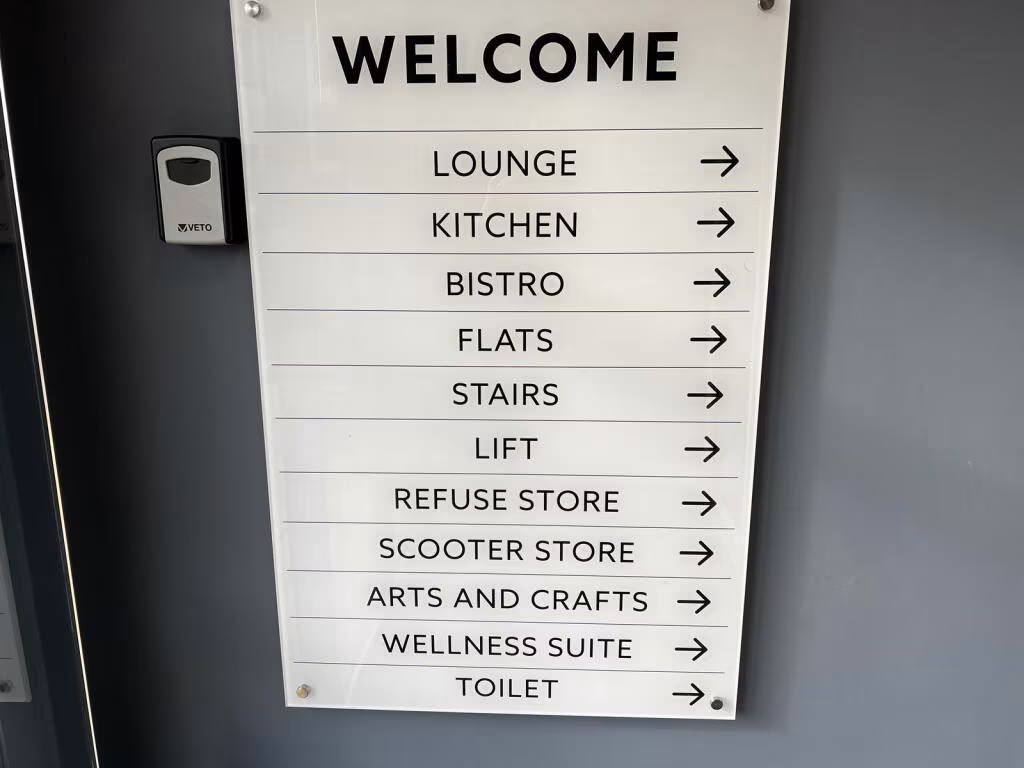 WELCOME
VETO
LOUNGE →
KITCHEN →
BISTRO →
FLATS →
STAIRS →
LIFT →
REFUSE STORE →
SCOOTER STORE →
ARTS AND CRAFTS →
WELLNESS SUITE →
TOILET →